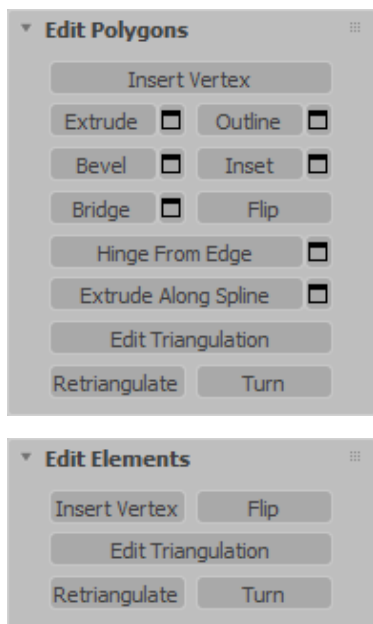 Edit Polygons
Insert Vertex
Extrude Outline
Bevel Inset
Bridge Flip
Hinge From Edge
Extrude Along Spline
Edit Triangulation
Retriangulate Turn
Edit Elements
Insert Vertex Flip
Edit Triangulation
Retriangulate Turn